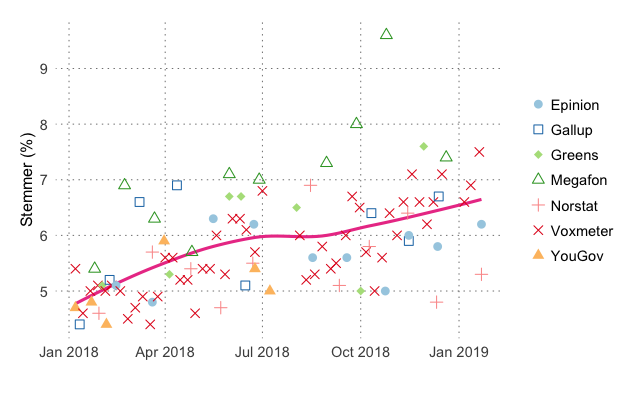 Stemmer (%)
9
8
7
6
5
Jan 2018
Apr 2018
Jul 2018
Oct 2018
Jan 2019
Epinion
Gallup
Greens
Megafon
Norstat
Voxmeter
YouGov